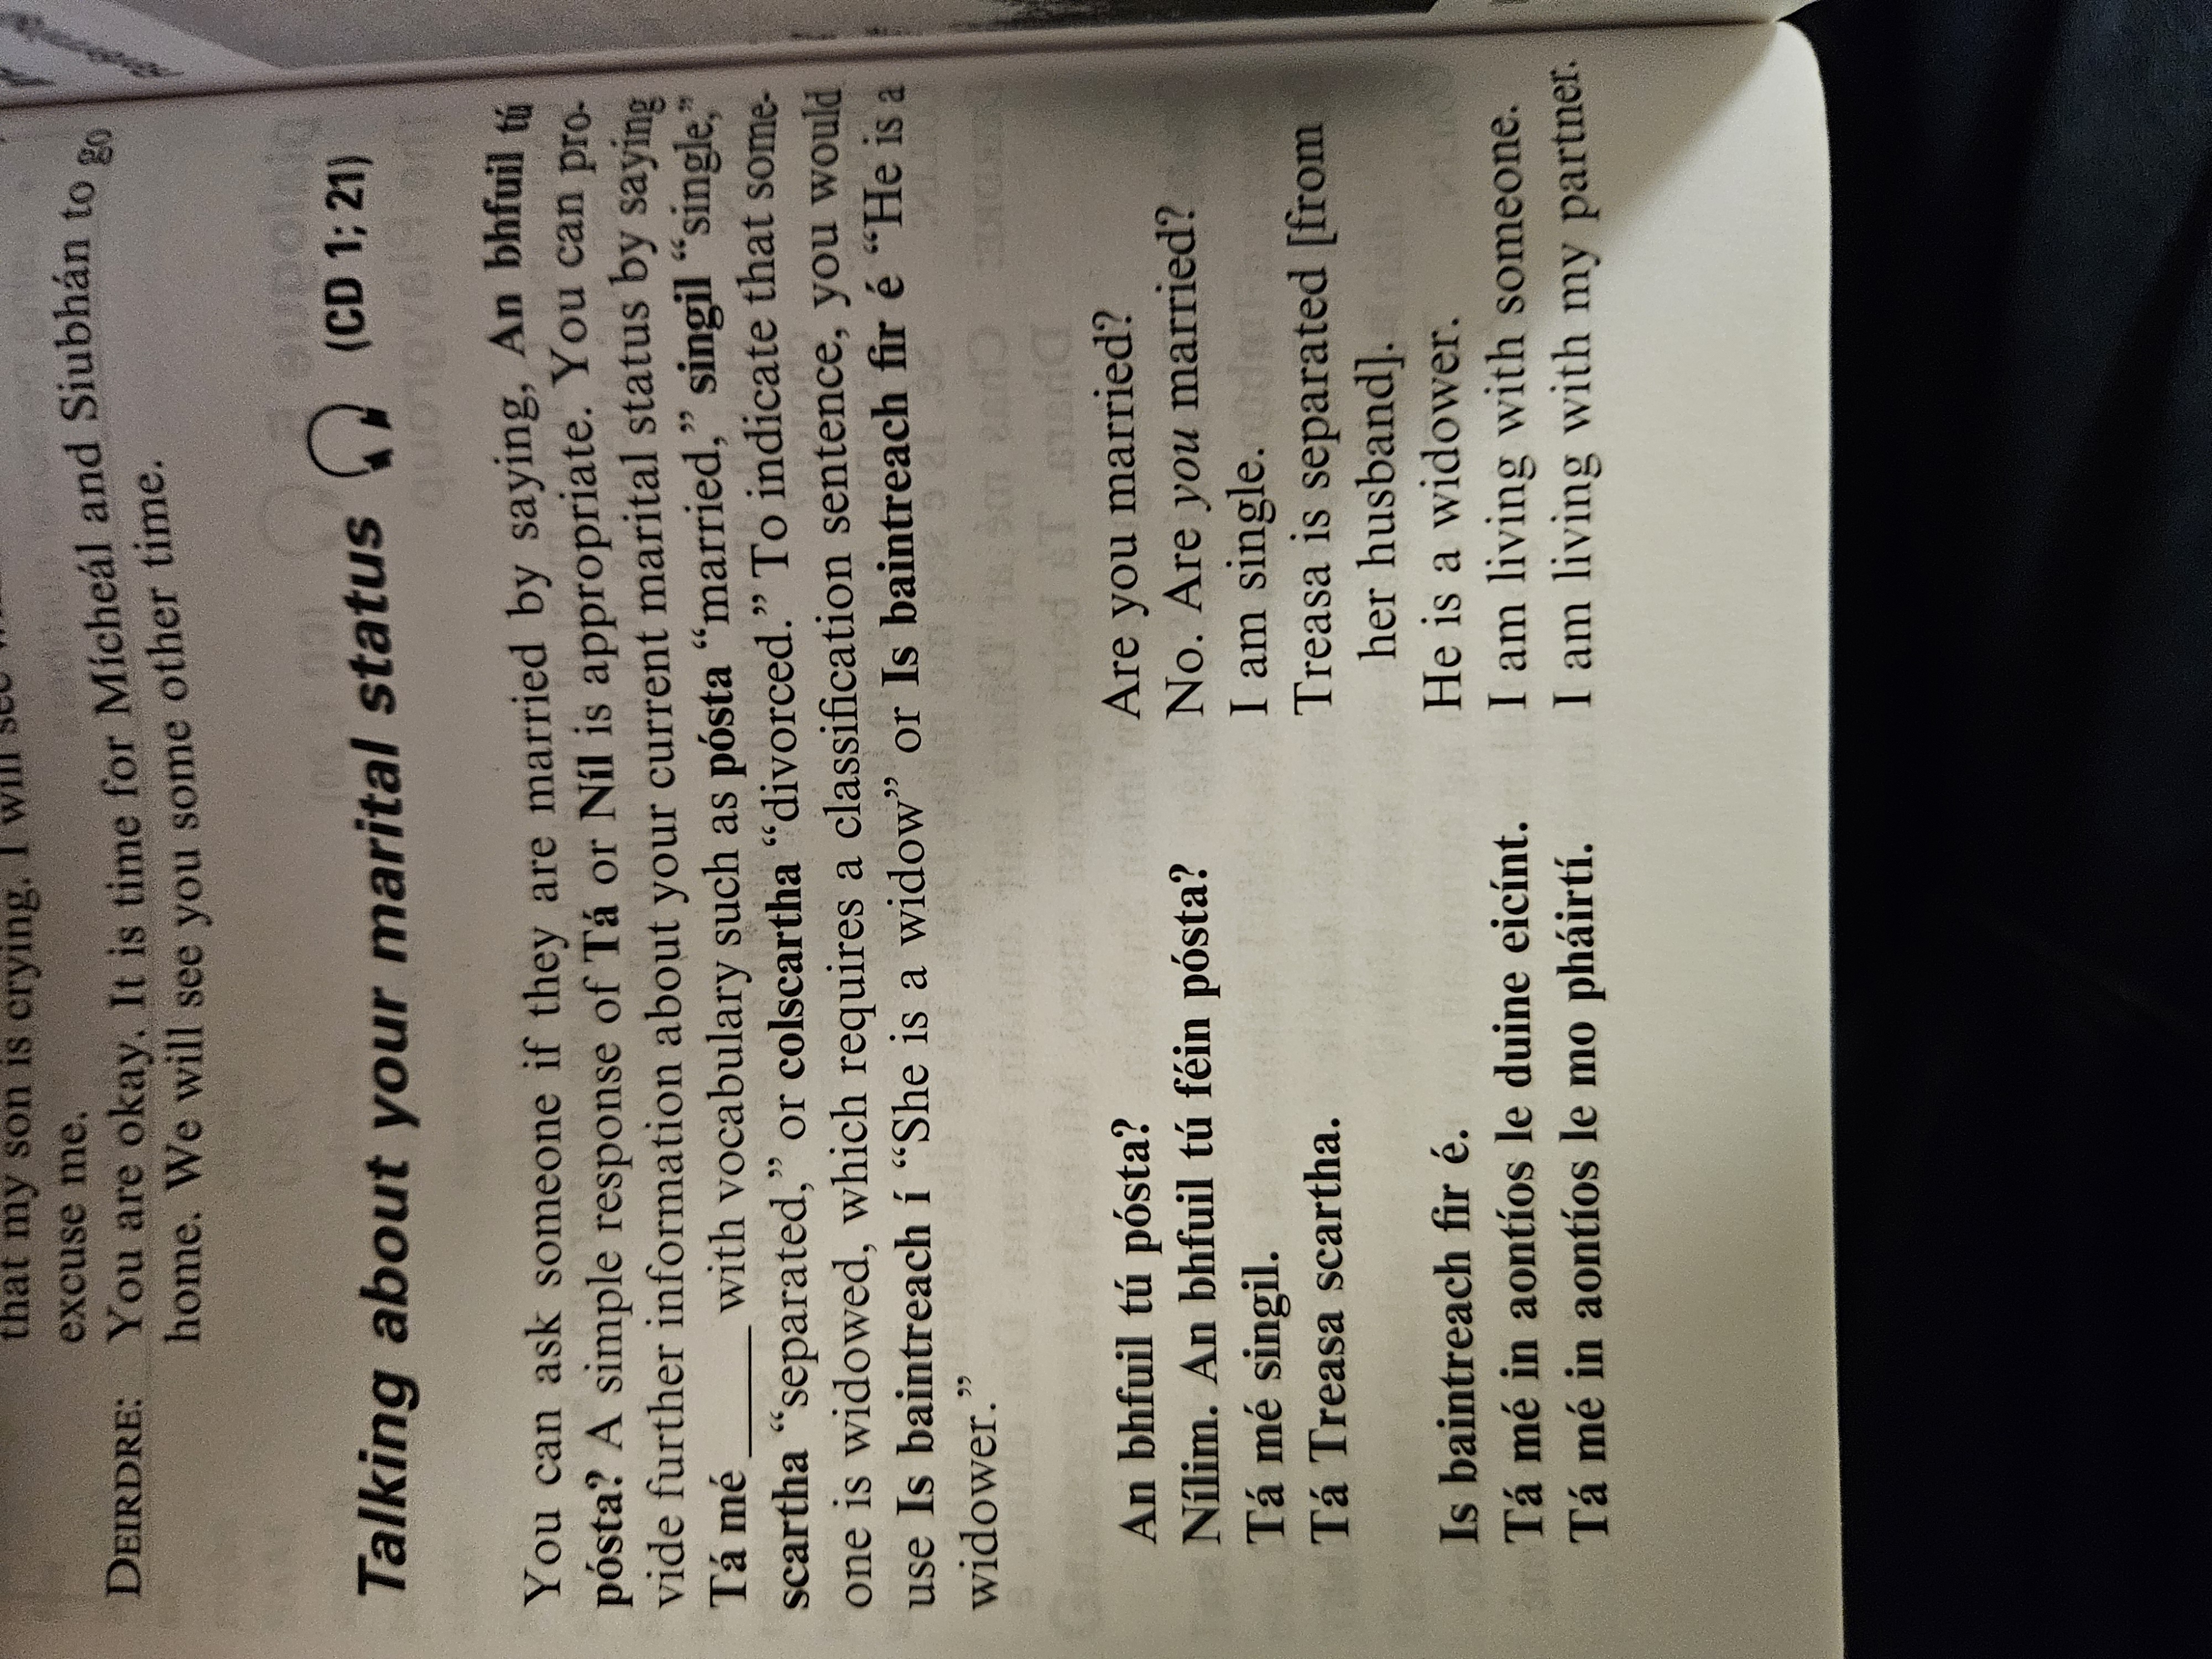 that my son is crying. I will see
excuse me.
DEIRDRE: You are okay. It is time for Mícheál and Siubhán to go
home. We will see you some other time.
Talking about your marital status (CD 1; 21)
You can ask someone if they are married by saying, An bhfuil tú
pósta? A simple response of Tá or Níl is appropriate. You can pro-
vide further information about your current marital status by saying
Tá mé _____ with vocabulary such as pósta “married,” singil “single,”
scartha “separated,” or colscartha “divorced.” To indicate that some-
one is widowed, which requires a classification sentence, you would
use Is baintreach í “She is a widow” or Is baintreach fir é “He is a
widower.”
An bhfuil tú pósta? Are you married?
Nílim. An bhfuil tú féin pósta? No. Are you married?
Tá mé singil. I am single.
Tá Treasa scartha. Treasa is separated [from
her husband].
Is baintreach fir é. He is a widower.
Tá mé in aontíos le duine eicínt. I am living with someone.
Tá mé in aontíos le mo pháirtí. I am living with my partner.